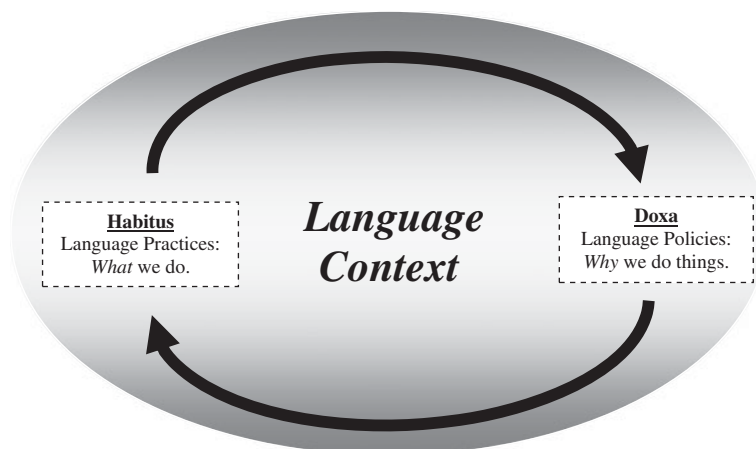 Habitus
Language Practices:
What we do.
Language
Context
Doxa
Language Policies:
Why we do things.